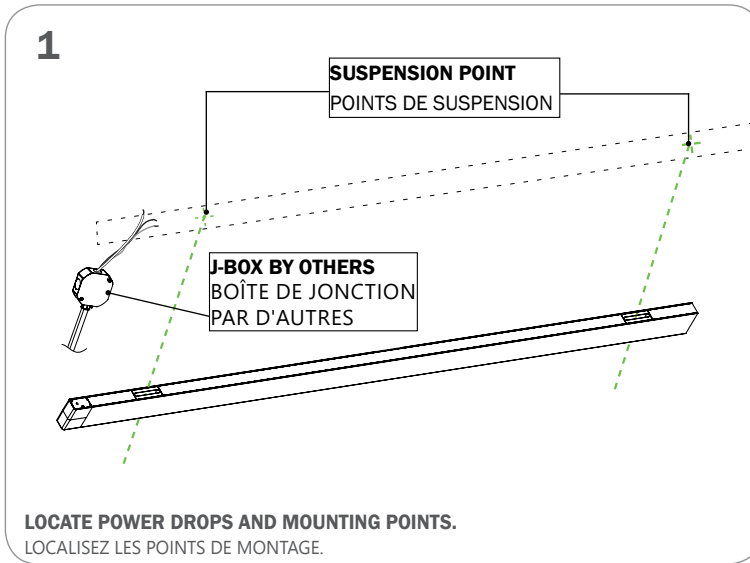 1
SUSPENSION POINT
POINTS DE SUSPENSION
J-BOX BY OTHERS
BOÎTE DE JONCTION
PAR D'AUTRES
LOCATE POWER DROPS AND MOUNTING POINTS.
LOCALISEZ LES POINTS DE MONTAGE.